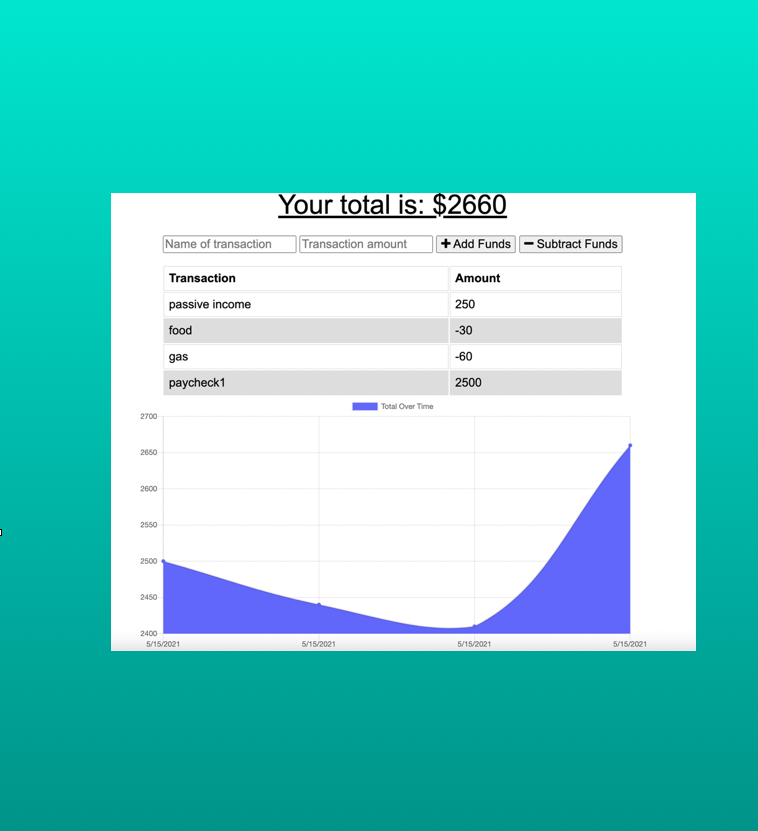 Your total is: $2660
Name of transaction Transaction amount Add Funds Subtract Funds
Transaction Amount
passive income 250
food -30
gas -60
paycheck1 2500
Total Over Time
2700
2650
2600
2550
2500
2450
2400
5/15/2021 5/15/2021 5/15/2021 5/15/2021